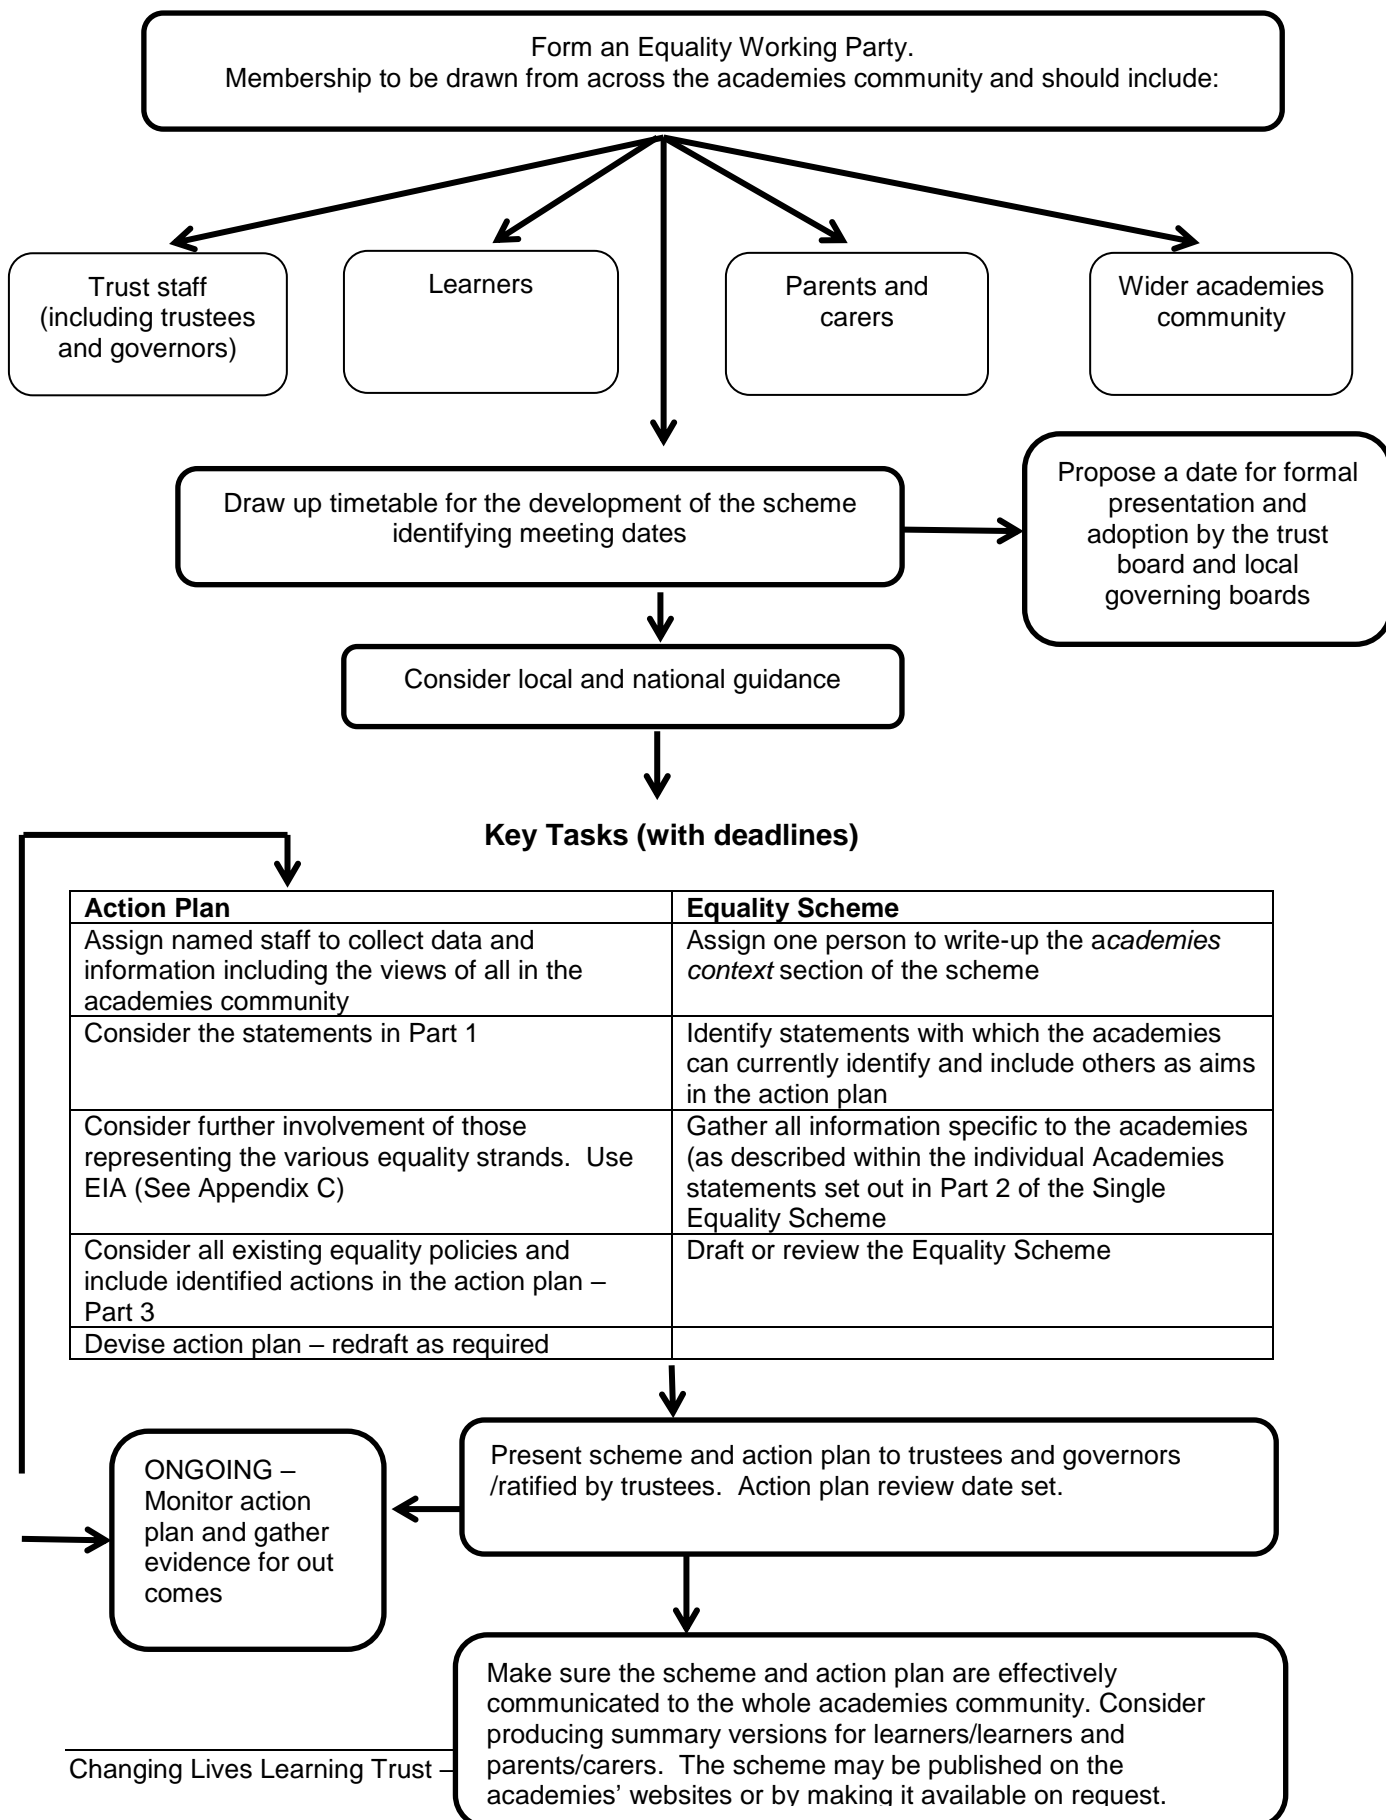 Form an Equality Working Party.
Membership to be drawn from across the academies community and should include:
Trust staff
(including trustees
and governors)
Learners
Parents and
carers
Wider academies
community
Draw up timetable for the development of the scheme
identifying meeting dates
Propose a date for formal
presentation and
adoption by the trust
board and local
governing boards
Consider local and national guidance
Key Tasks (with deadlines)
Action Plan
Equality Scheme
Assign named staff to collect data and
information including the views of all in the
academies community
Assign one person to write-up the academies
context section of the scheme
Consider the statements in Part 1
Identify statements with which the academies
can currently identify and include others as aims
in the action plan
Consider further involvement of those
representing the various equality strands.  Use
EIA (See Appendix C)
Gather all information specific to the academies
(as described within the individual Academies
statements set out in Part 2 of the Single
Equality Scheme
Consider all existing equality policies and
include identified actions in the action plan –
Part 3
Draft or review the Equality Scheme
Devise action plan – redraft as required
Present scheme and action plan to trustees and governors
/ratified by trustees.  Action plan review date set.
ONGOING –
Monitor action
plan and gather
evidence for out
comes
Make sure the scheme and action plan are effectively
communicated to the whole academies community. Consider
producing summary versions for learners/learners and
parents/carers.  The scheme may be published on the
academies’ websites or by making it available on request.
Changing Lives Learning Trust –